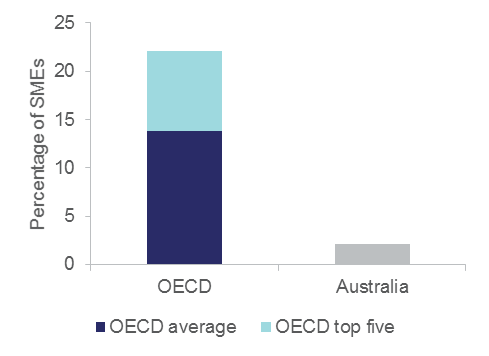 Percentage of SMEs
25
20
15
10
5
0
OECD
Australia
OECD average
OECD top five